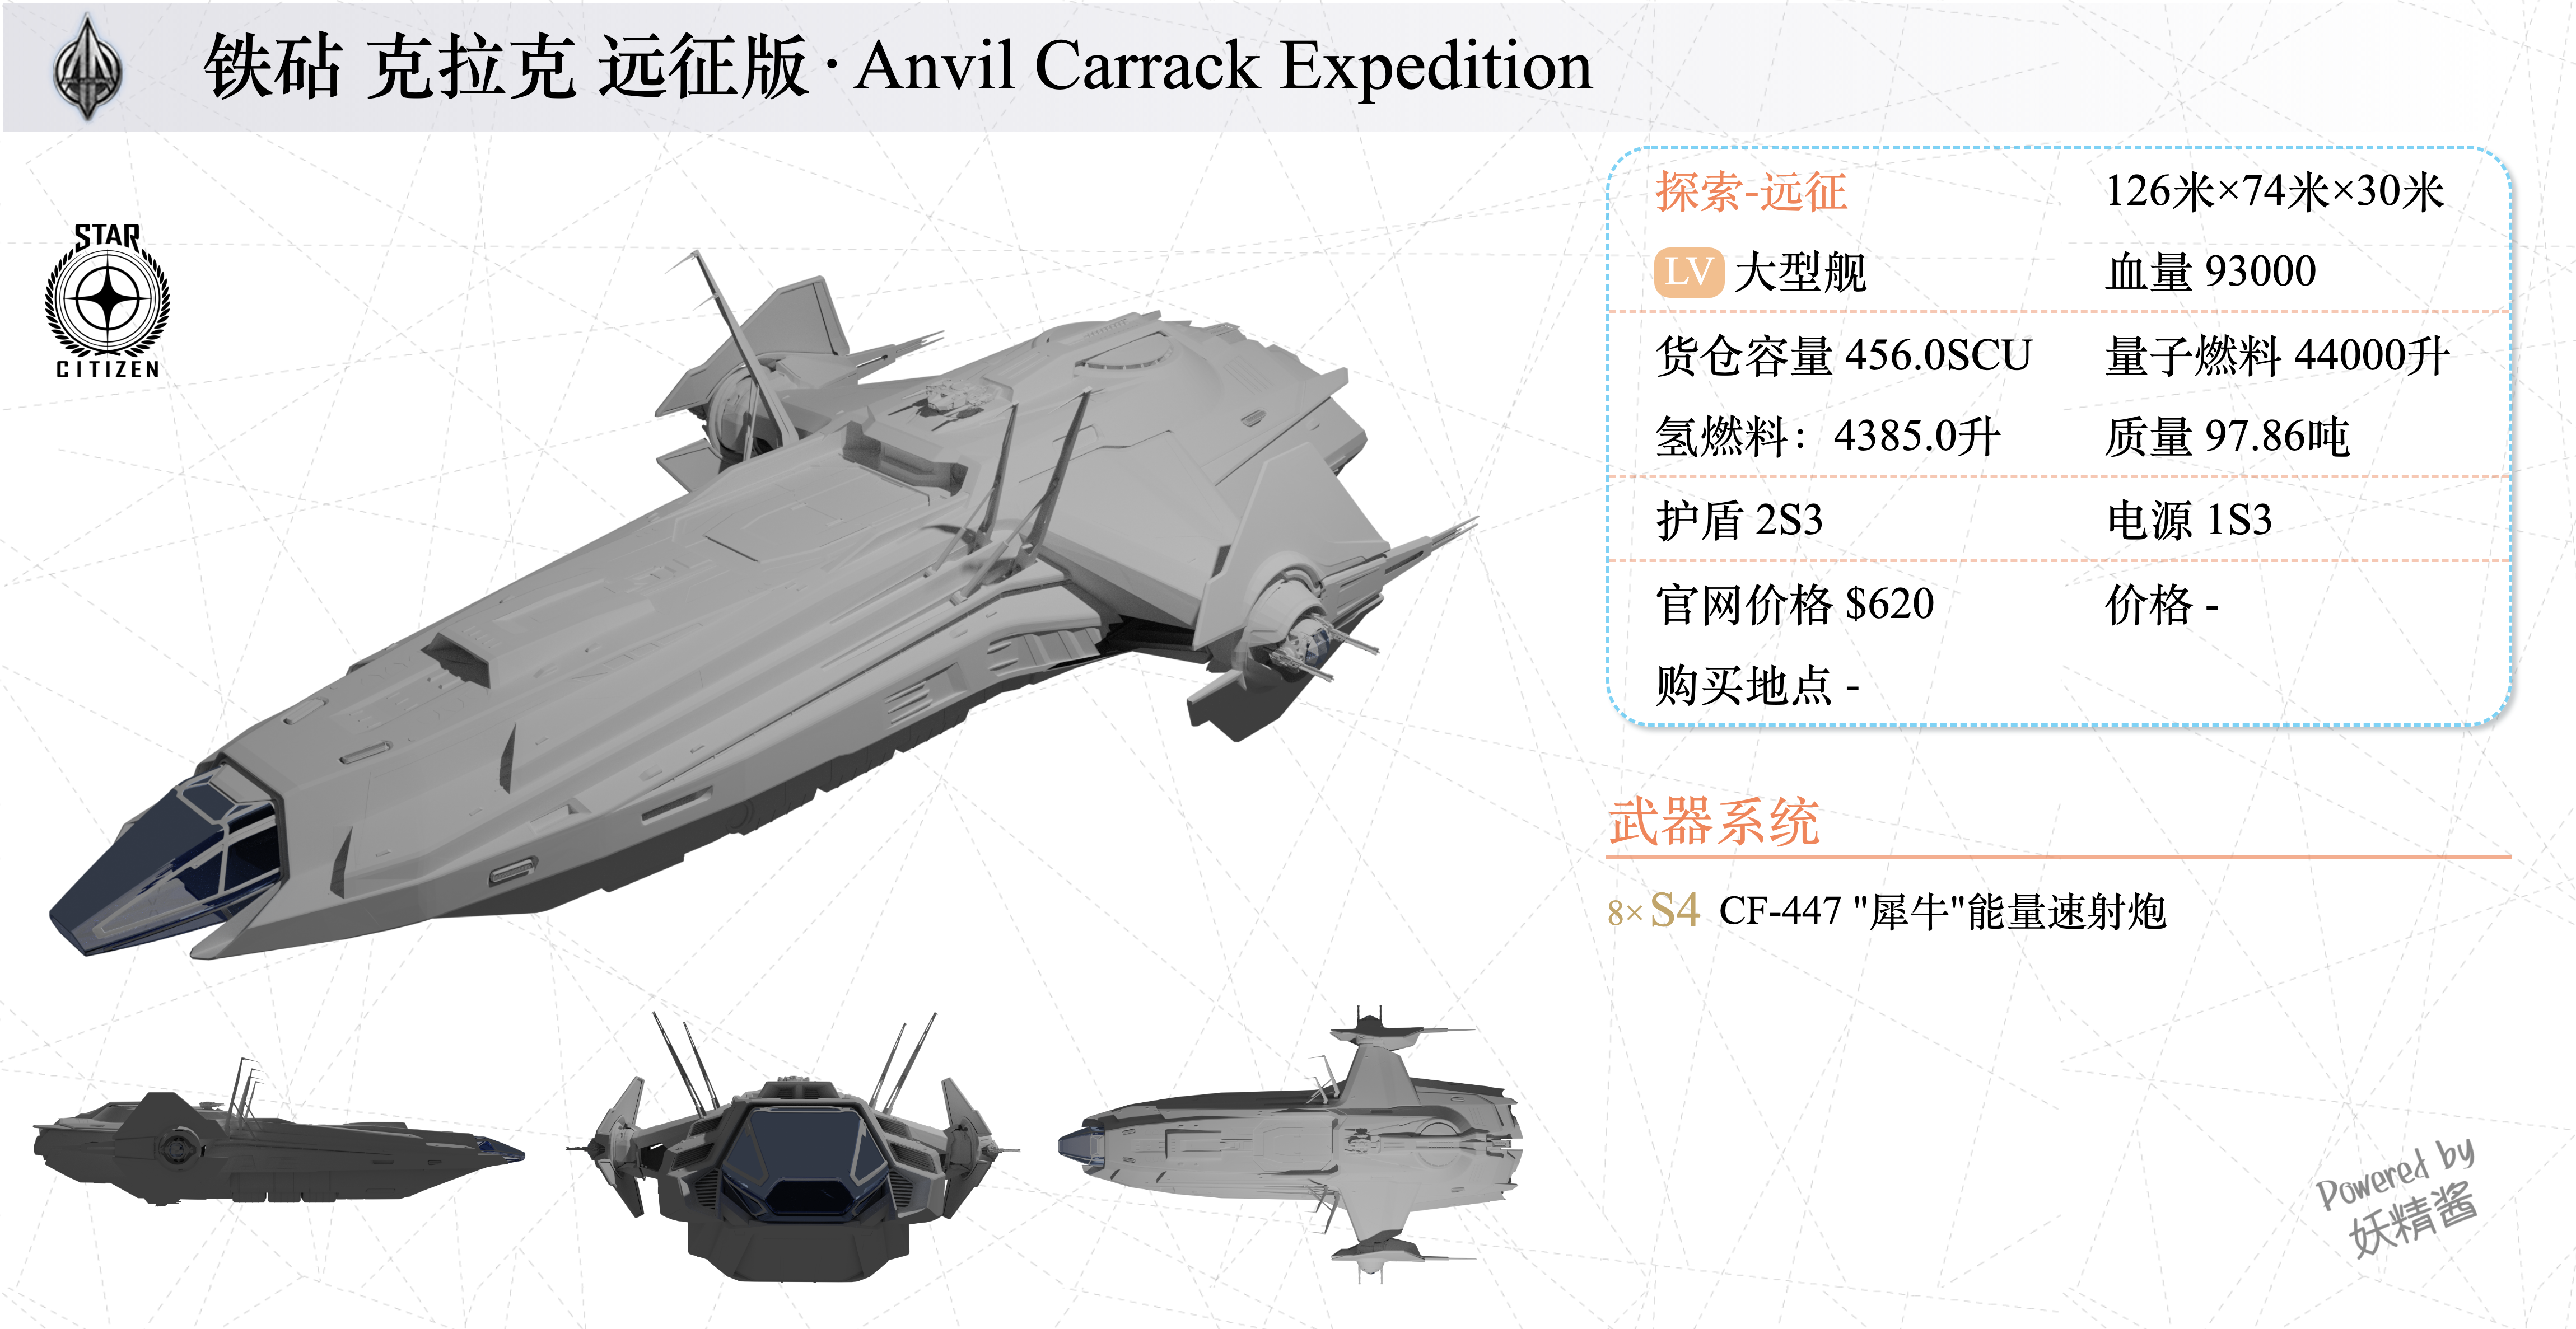 铁砧 克拉克 远征版·Anvil Carrack Expedition
STAR
CITIZEN
探索-远征 126米×74米×30米
LV 大型舰 血量 93000
货仓容量 456.0SCU 量子燃料 44000升
氢燃料：4385.0升 质量 97.86吨
护盾 2S3 电源 1S3
官网价格 $620 价格 -
购买地点 -
武器系统
8× S4 CF-447 "犀牛"能量速射炮
Powered by
妖精酱